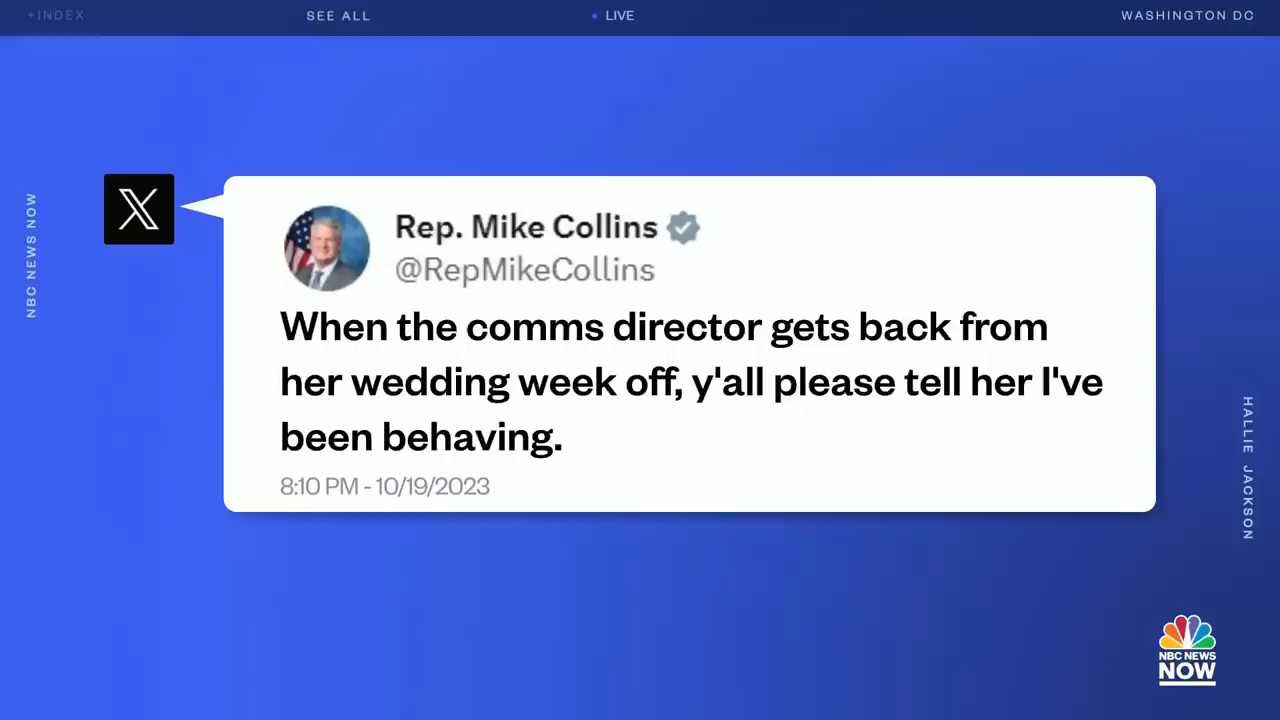 +INDEX
SEE ALL
LIVE
WASHINGTON DC
NBC NEWS NOW
X
Rep. Mike Collins
@RepMikeCollins
When the comms director gets back from
her wedding week off, y'all please tell her I've
been behaving.
8:10 PM - 10/19/2023
HALLIE JACKSON
NBC NEWS
NOW